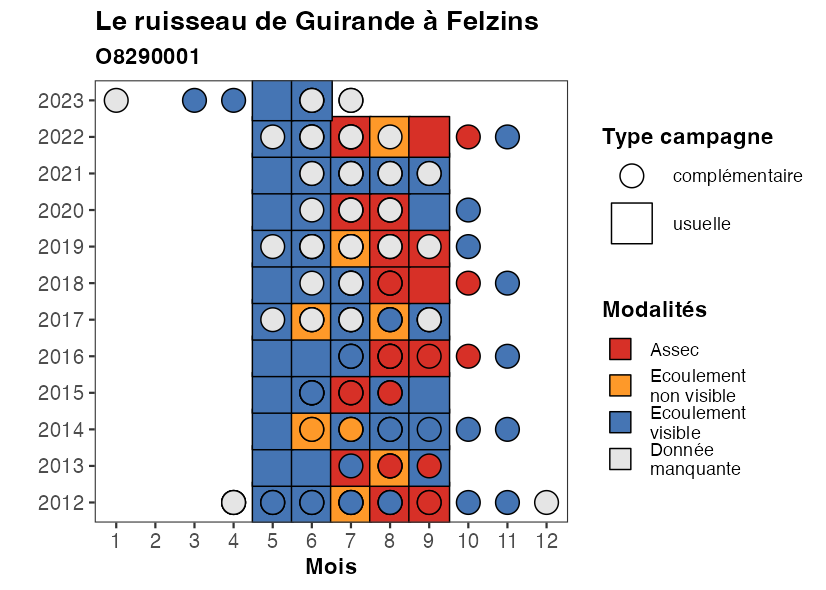 Le ruisseau de Guirande à Felzins
O8290001
2023
2022
2021
2020
2019
2018
2017
2016
2015
2014
2013
2012
1 2 3 4 5 6 7 8 9 10 11 12
Mois
Type campagne
complémentaire
usuelle
Modalités
Assec
Ecoulement
non visible
Ecoulement
visible
Donnée
manquante